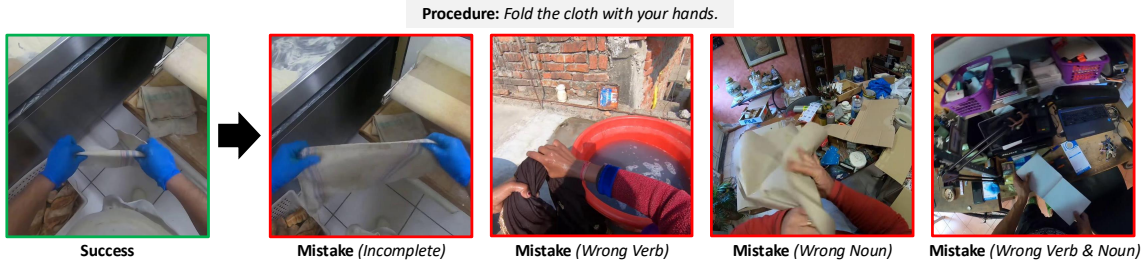 Procedure: Fold the cloth with your hands.
Success
Mistake (Incomplete)
Mistake (Wrong Verb)
Mistake (Wrong Noun)
Mistake (Wrong Verb & Noun)